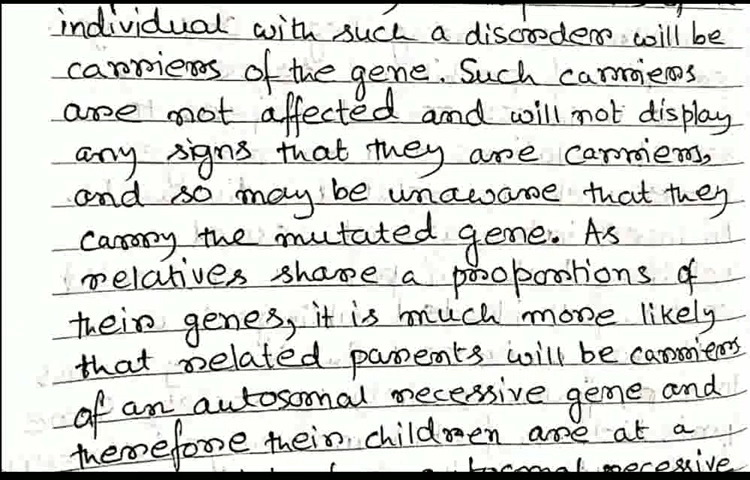 individual with such a disorder will be
carriers of the gene. Such carriers
are not affected and will not display
any signs that they are carriers,
and so may be unaware that they
carry the mutated gene. As
relatives share a proportions of
their genes, it is much more likely
that related parents will be carriers
of an autosomal recessive gene and
therefore their children are at a
autosomal recessive